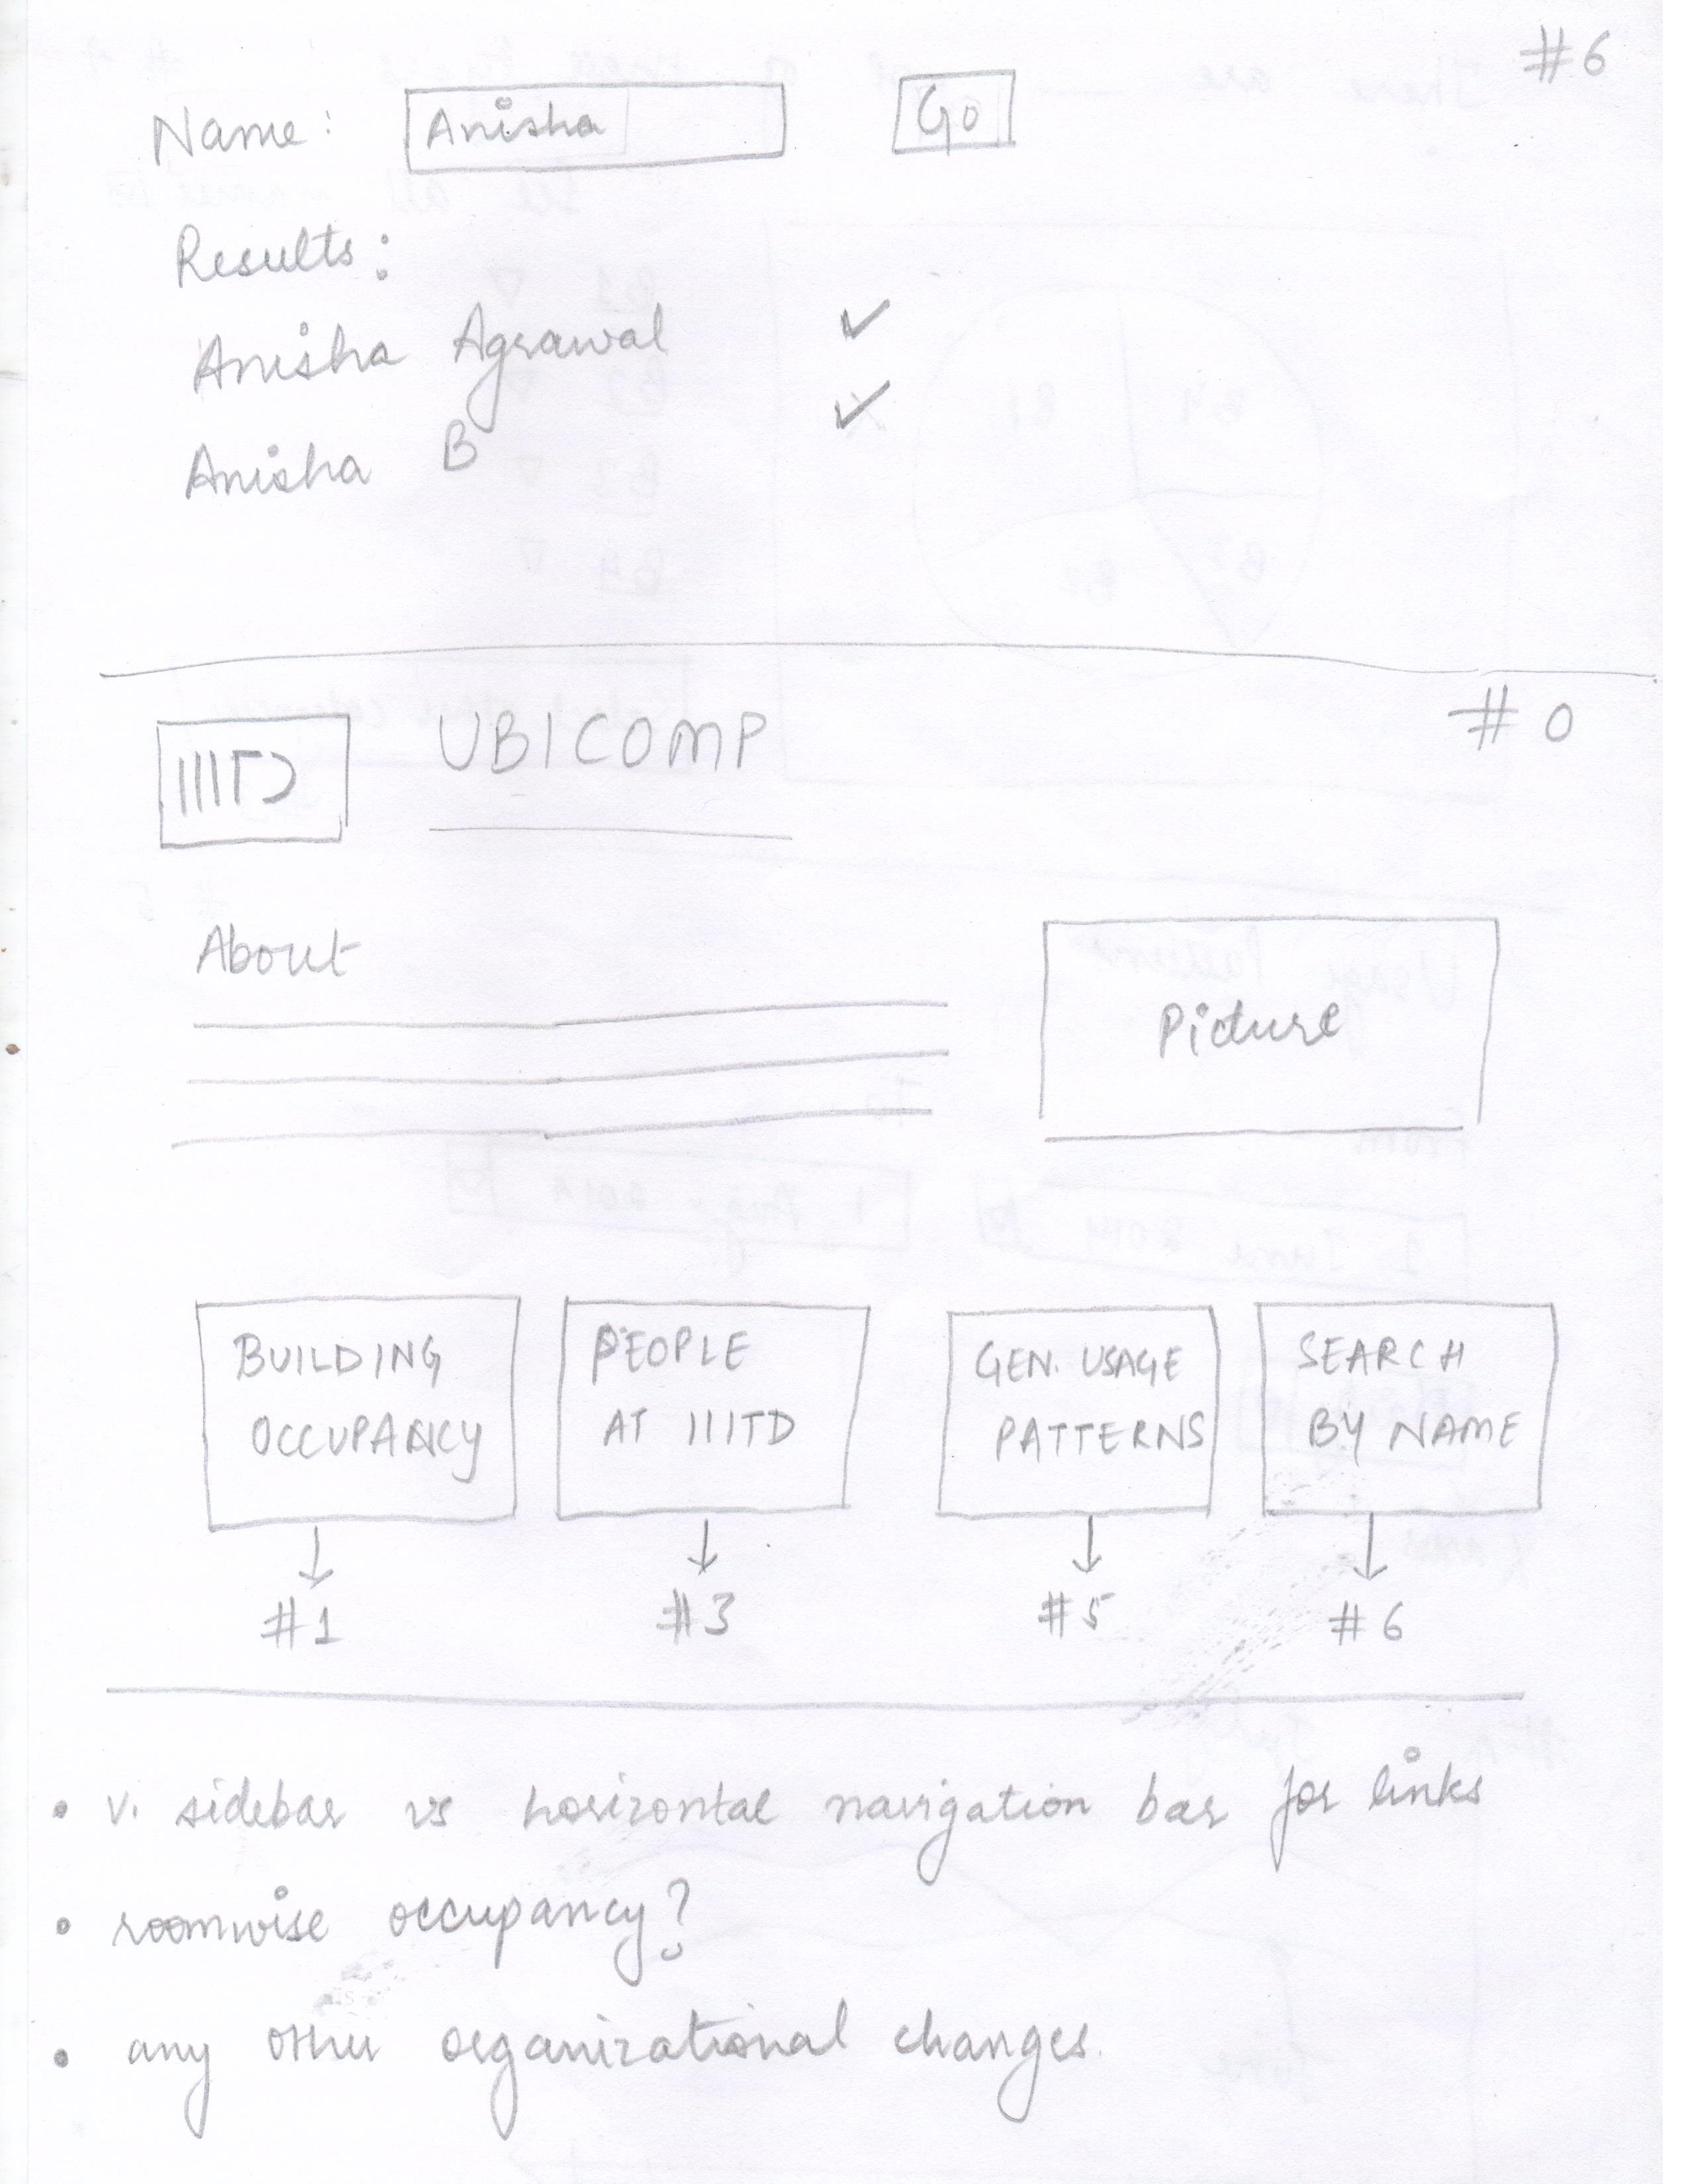 #6
Name: Anisha Go
Results:
Anisha Agrawal ✓
Anisha B ✓
#0
IIITD UBICOMP
About
Picture
BUILDING OCCUPANCY
PEOPLE AT IIITD
GEN. USAGE PATTERNS
SEARCH BY NAME
#1 #3 #5 #6
• v. sidebar vs horizontal navigation bar for links
• roomwise occupancy?
• any other organizational changes.